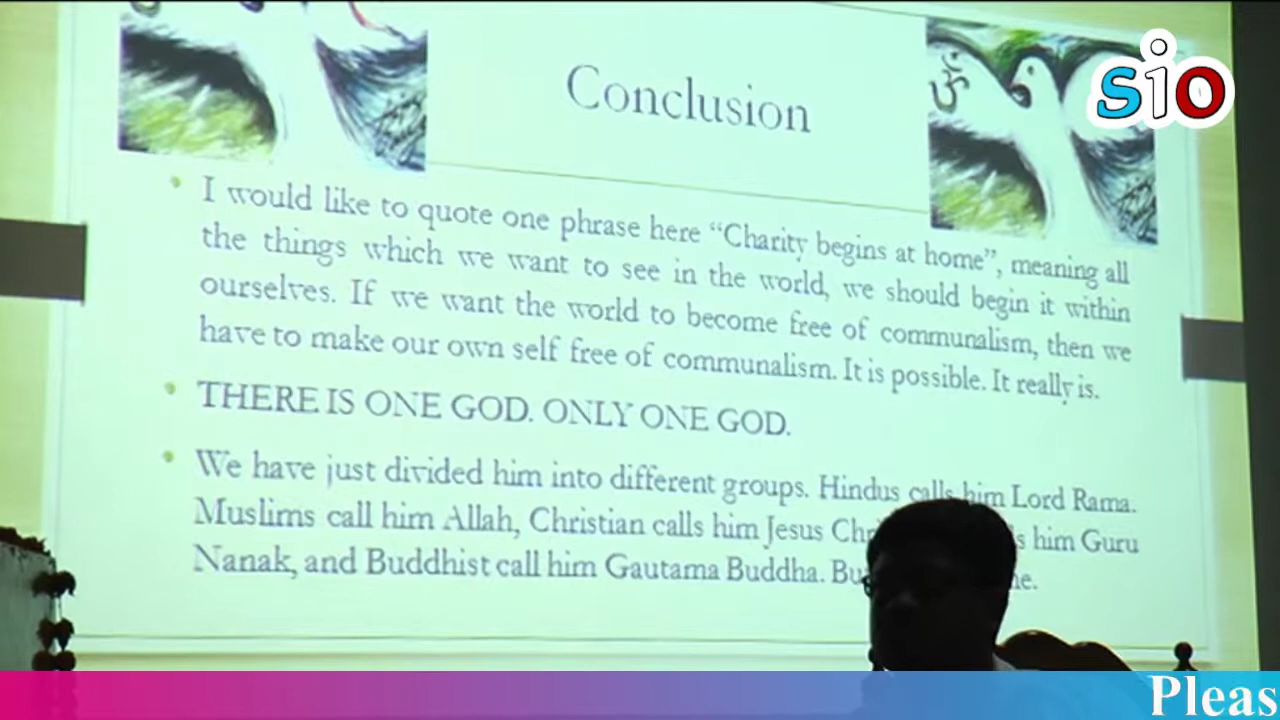 sio
Conclusion
I would like to quote one phrase here “Charity begins at home”, meaning all
the things which we want to see in the world, we should begin it within
ourselves. If we want the world to become free of communalism, then we
have to make our own self free of communalism. It is possible. It really is.
THERE IS ONE GOD. ONLY ONE GOD.
We have just divided him into different groups. Hindus calls him Lord Rama.
Muslims call him Allah, Christian calls him Jesus him Guru
Nanak, and Buddhist call him Gautama Buddha.
ॐ
Pleas